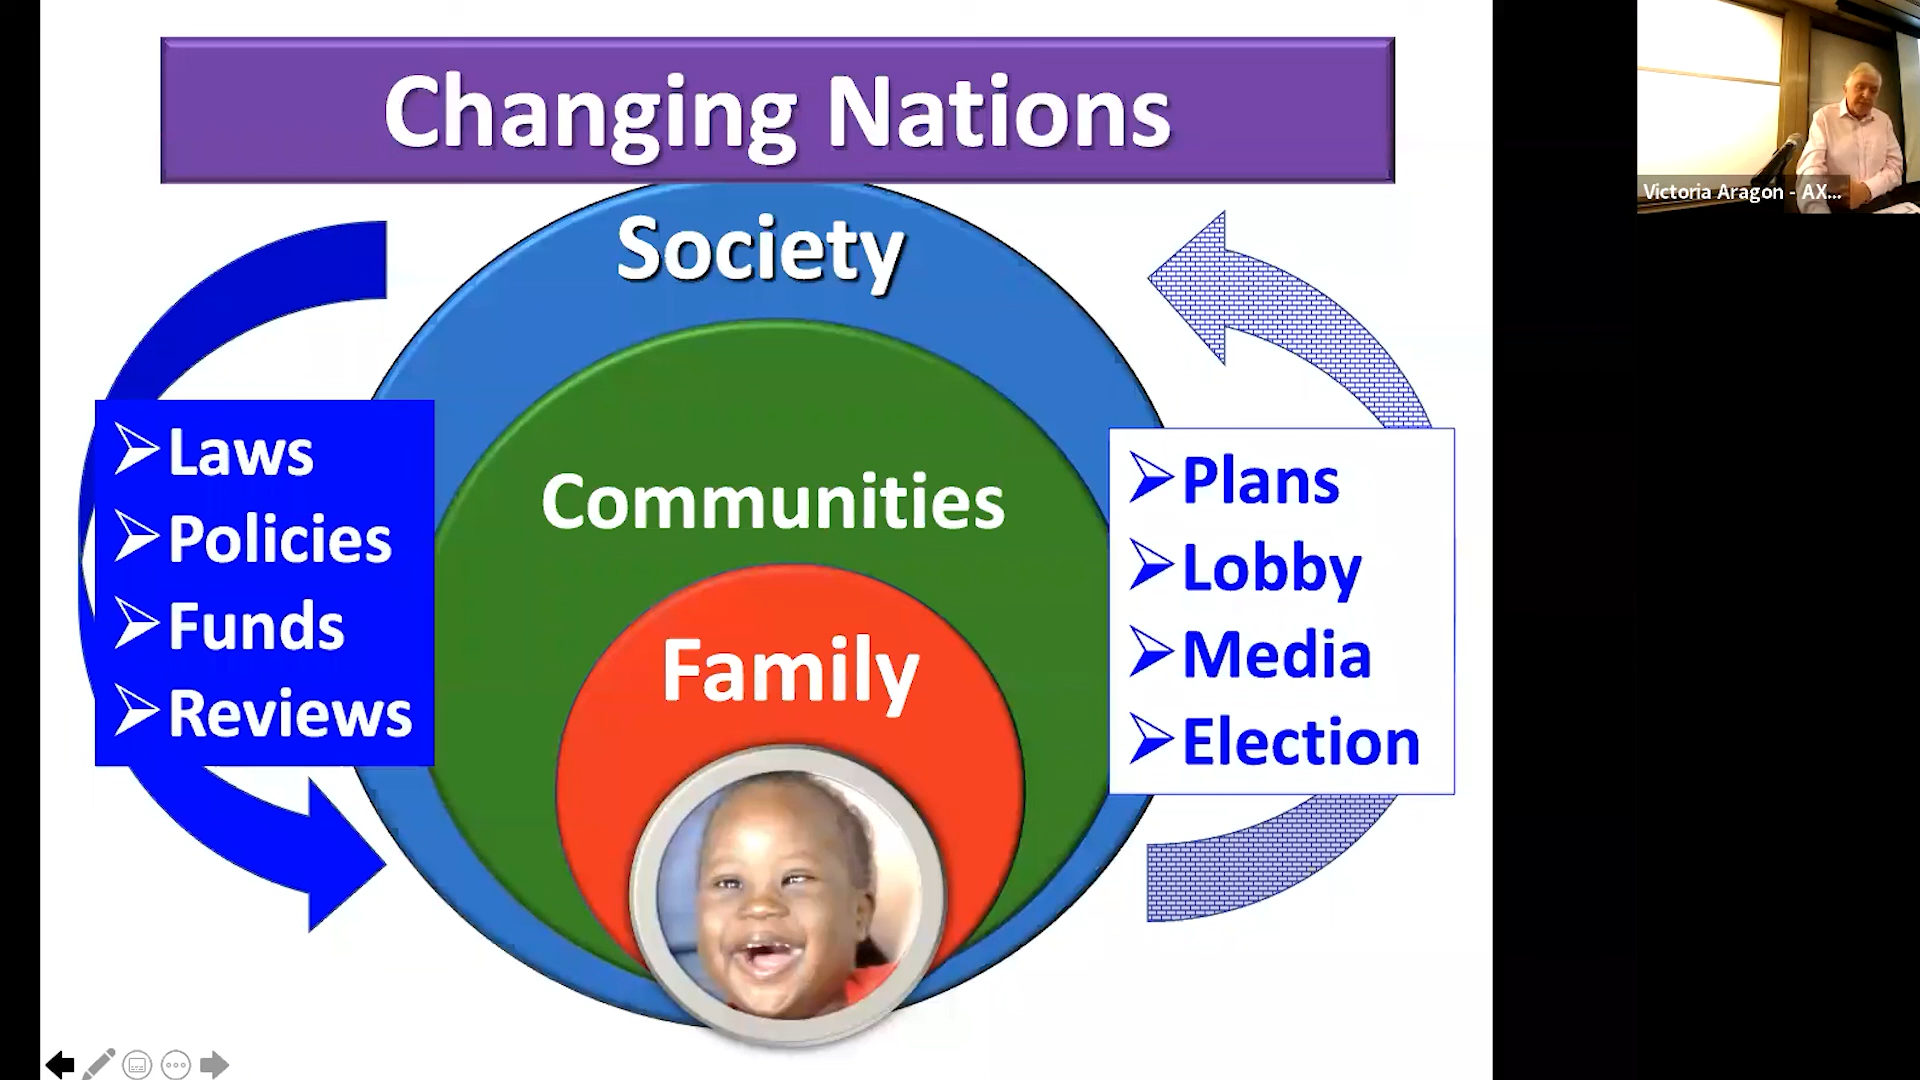 Changing Nations
Society
Communities
Family
Laws
Policies
Funds
Reviews
Plans
Lobby
Media
Election
Victoria Aragon - AX...